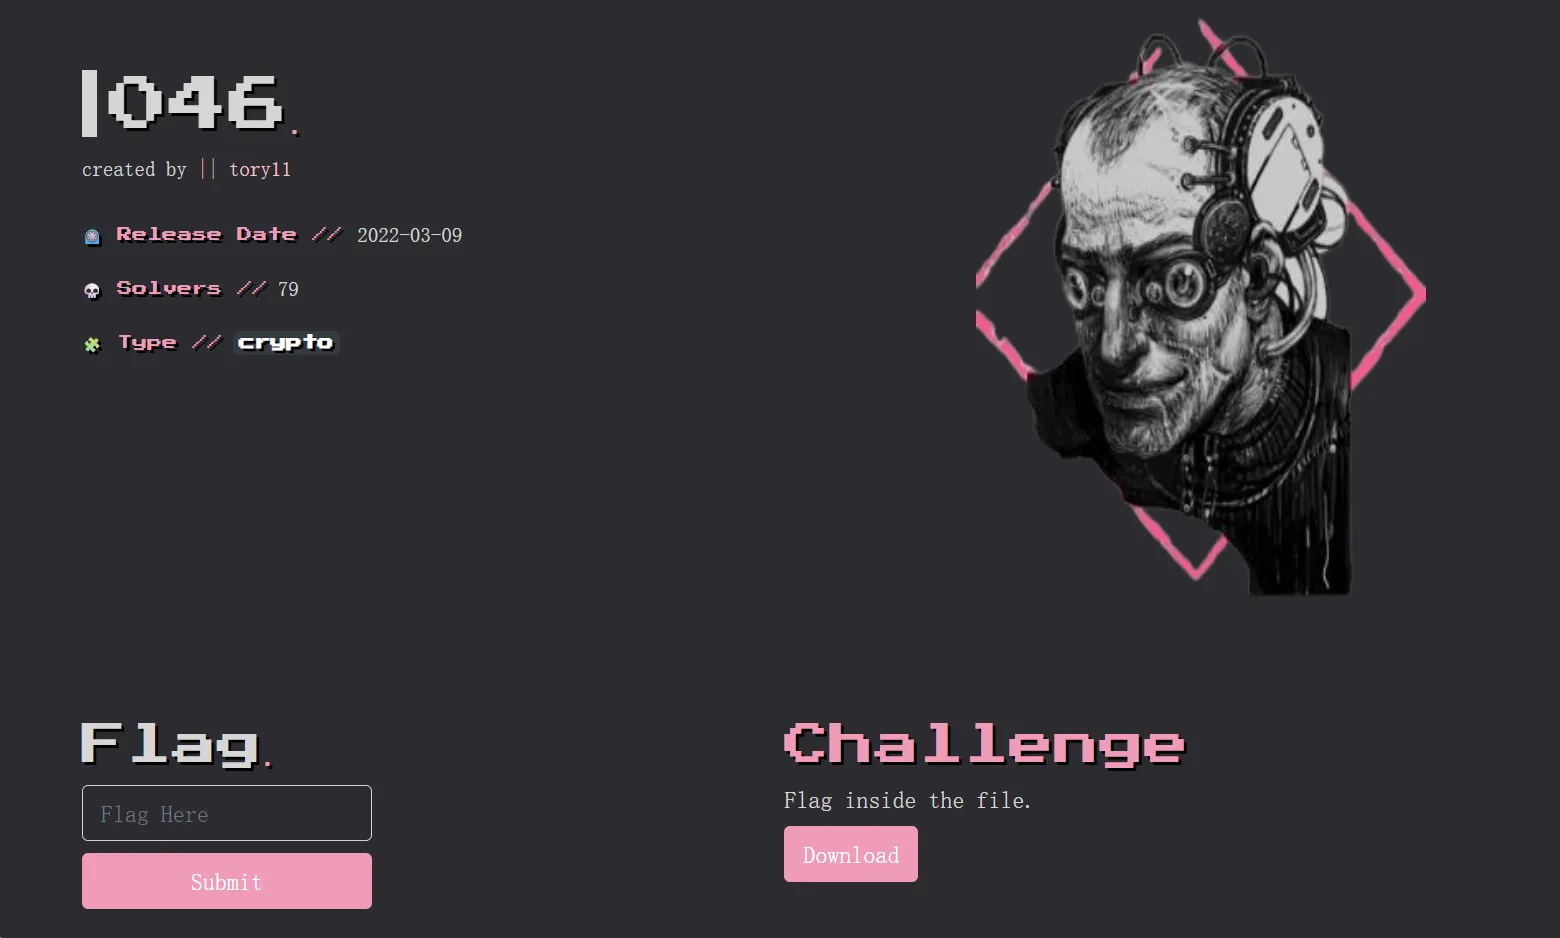 |046.
created by || tory11
Release Date // 2022-03-09
Solvers // 79
Type // crypto
Flag.
Flag Here
Submit
Challenge
Flag inside the file.
Download